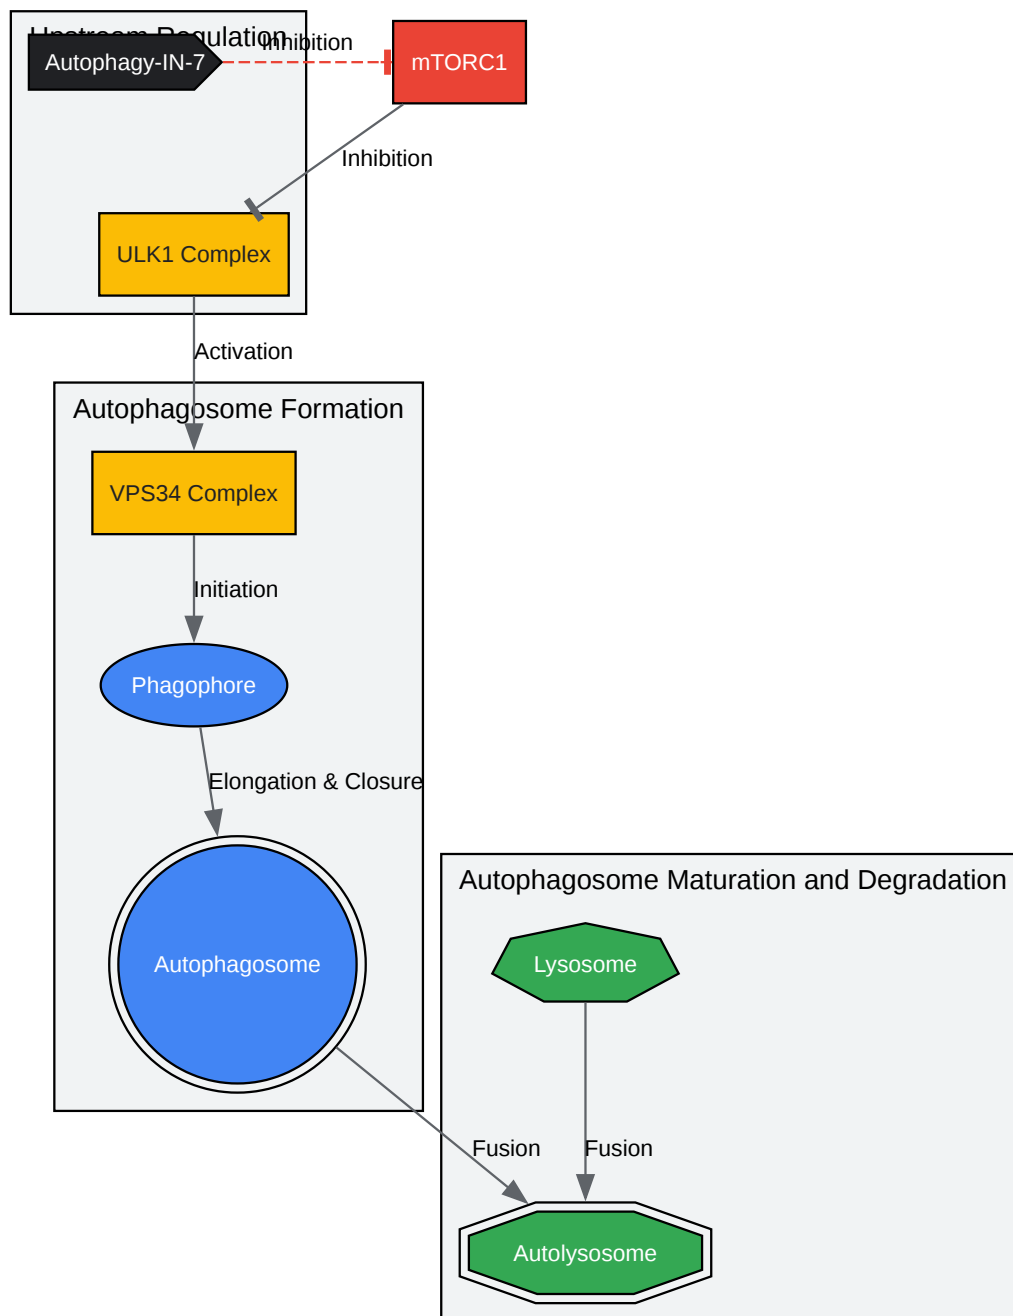 Upstream Regulation
Inhibition
Autophagy-IN-7
mTORC1
Inhibition
ULK1 Complex
Activation
Autophagosome Formation
VPS34 Complex
Initiation
Phagophore
Elongation & Closure
Autophagosome Maturation and Degradation
Autophagosome
Lysosome
Fusion
Fusion
Autolysosome